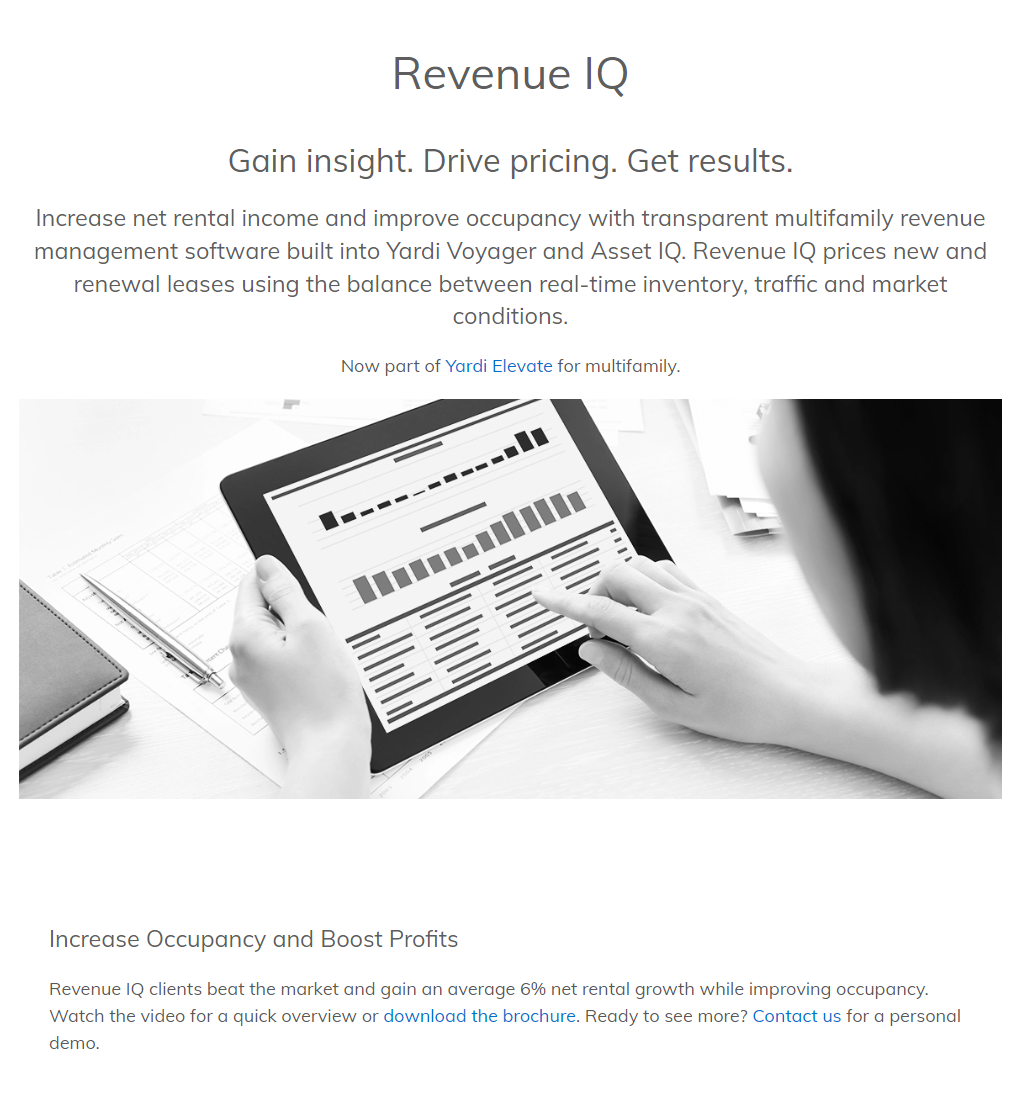 Revenue IQ
Gain insight. Drive pricing. Get results.
Increase net rental income and improve occupancy with transparent multifamily revenue
management software built into Yardi Voyager and Asset IQ. Revenue IQ prices new and
renewal leases using the balance between real-time inventory, traffic and market
conditions.
Now part of Yardi Elevate for multifamily.
Increase Occupancy and Boost Profits
Revenue IQ clients beat the market and gain an average 6% net rental growth while improving occupancy.
Watch the video for a quick overview or download the brochure. Ready to see more? Contact us for a personal
demo.